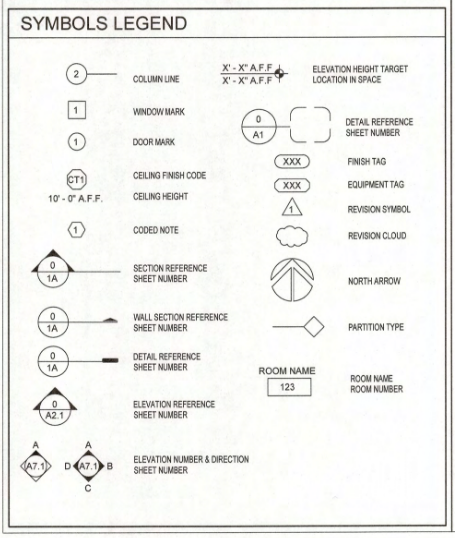 SYMBOLS LEGEND
2
COLUMN LINE
1
WINDOW MARK
1
DOOR MARK
CT1
CEILING FINISH CODE
10' - 0" A.F.F.
CEILING HEIGHT
1
CODED NOTE
0
1A
SECTION REFERENCE
SHEET NUMBER
0
1A
WALL SECTION REFERENCE
SHEET NUMBER
0
1A
DETAIL REFERENCE
SHEET NUMBER
0
A2.1
ELEVATION REFERENCE
SHEET NUMBER
A
A7.1
A
D A7.1 B
C
ELEVATION NUMBER & DIRECTION
SHEET NUMBER
X' - X" A.F.F
X' - X" A.F.F
ELEVATION HEIGHT TARGET
LOCATION IN SPACE
0
A1
DETAIL REFERENCE
SHEET NUMBER
XXX
FINISH TAG
XXX
EQUIPMENT TAG
1
REVISION SYMBOL
REVISION CLOUD
NORTH ARROW
PARTITION TYPE
ROOM NAME
123
ROOM NAME
ROOM NUMBER